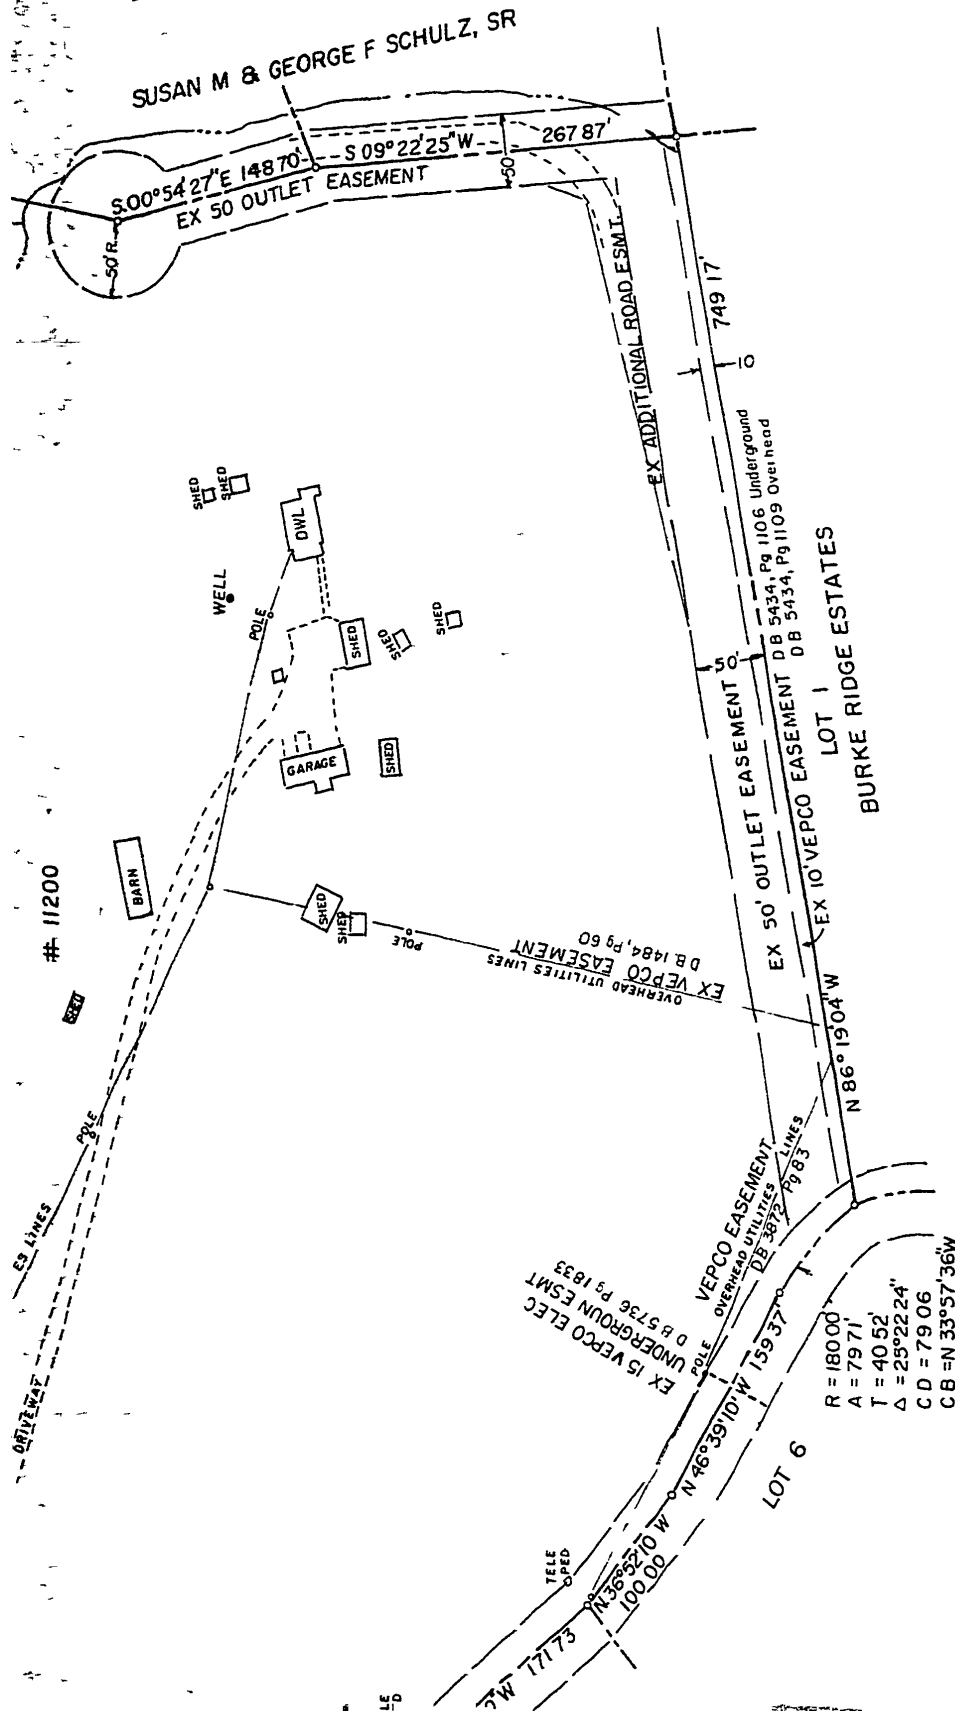 SUSAN M & GEORGE F SCHULZ, SR
S 00°54'27"E 148 70'
S 09°22'25"W
267 87'
EX 50 OUTLET EASEMENT
50' R
50
749 17'
10
EX ADDITIONAL ROAD ESMT.
SHED
SHED
DWL
WELL
POLE
SHED
SHED
SHED
GARAGE
SHED
BARN
# 11200
SHED
SHED
SHED
POLE
OVERHEAD UTILITIES LINES
EX VEPCO EASEMENT
DB 1484, Pg 60
50'
EX 50' OUTLET EASEMENT
EX 10' VEPCO EASEMENT
DB 5434, Pg 1106 Underground
DB 5434, Pg 1109 Overhead
LOT 1
BURKE RIDGE ESTATES
N 86°19'04"W
POLE
ES LINES
DRIVEWAY
VEPCO EASEMENT
OVERHEAD UTILITIES LINES
DB 3872 Pg 83
EX 15 VEPCO ELEC
UNDERGROUN ESMT
DB 5736 Pg 1833
POLE
N 46°39'10"W 159 37'
R = 180 00'
A = 79 71'
T = 40 52'
Δ = 25°22 24"
C D = 79 06
C B = N 33°57'36"W
LOT 6
TELE
PED
N 36°52'10 W
100 00
"W 171 73